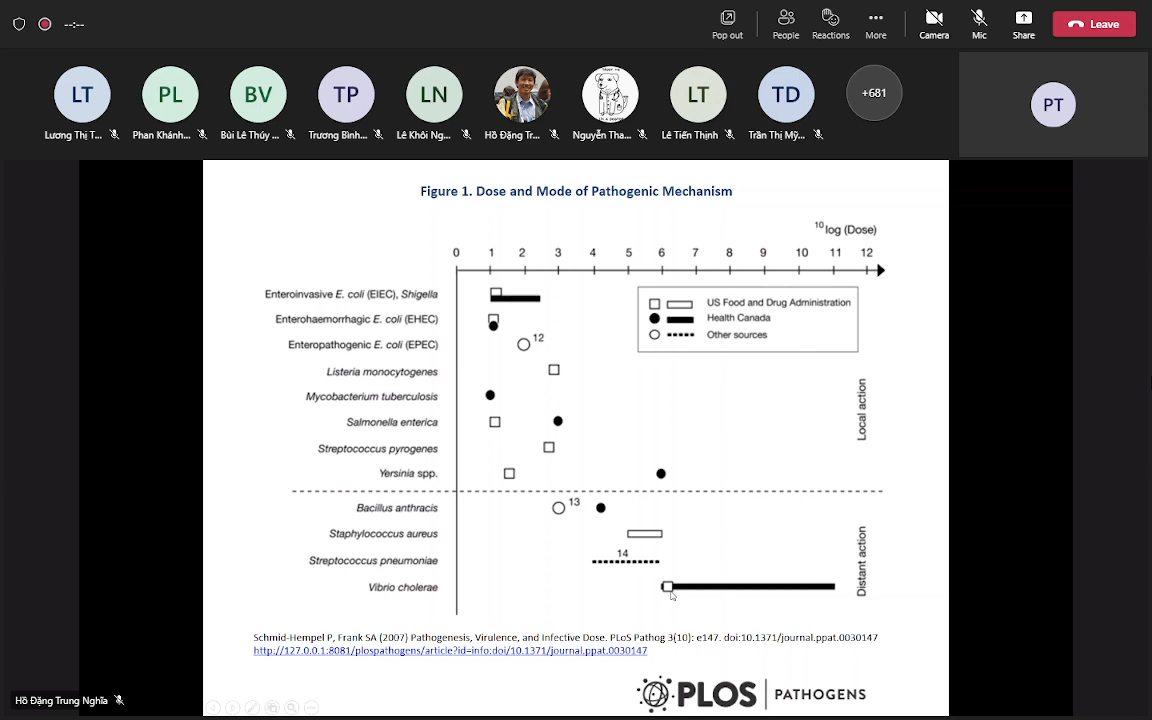 --:--
Pop out People Reactions More Camera Mic Share Leave
LT PL BV TP LN LT TD +681 PT
Lương Thị T... Phan Khánh... Bùi Lê Thúy ... Trương Bình... Lê Khôi Ng... Hồ Đặng Tr... Nguyễn Tha... Lê Tiến Thịnh Trần Thị Mỹ...
Figure 1. Dose and Mode of Pathogenic Mechanism
10 log (Dose)
0 1 2 3 4 5 6 7 8 9 10 11 12
Enteroinvasive E. coli (EIEC), Shigella
US Food and Drug Administration
Health Canada
Other sources
Enterohaemorrhagic E. coli (EHEC)
Enteropathogenic E. coli (EPEC) 12
Listeria monocytogenes
Mycobacterium tuberculosis
Salmonella enterica
Streptococcus pyrogenes
Yersinia spp.
Local action
Bacillus anthracis 13
Staphylococcus aureus
Streptococcus pneumoniae 14
Vibrio cholerae
Distant action
Schmid-Hempel P, Frank SA (2007) Pathogenesis, Virulence, and Infective Dose. PLoS Pathog 3(10): e147. doi:10.1371/journal.ppat.0030147
http://127.0.0.1:8081/plospathogens/article?id=info:doi/10.1371/journal.ppat.0030147
PLOS | PATHOGENS
Hồ Đặng Trung Nghĩa